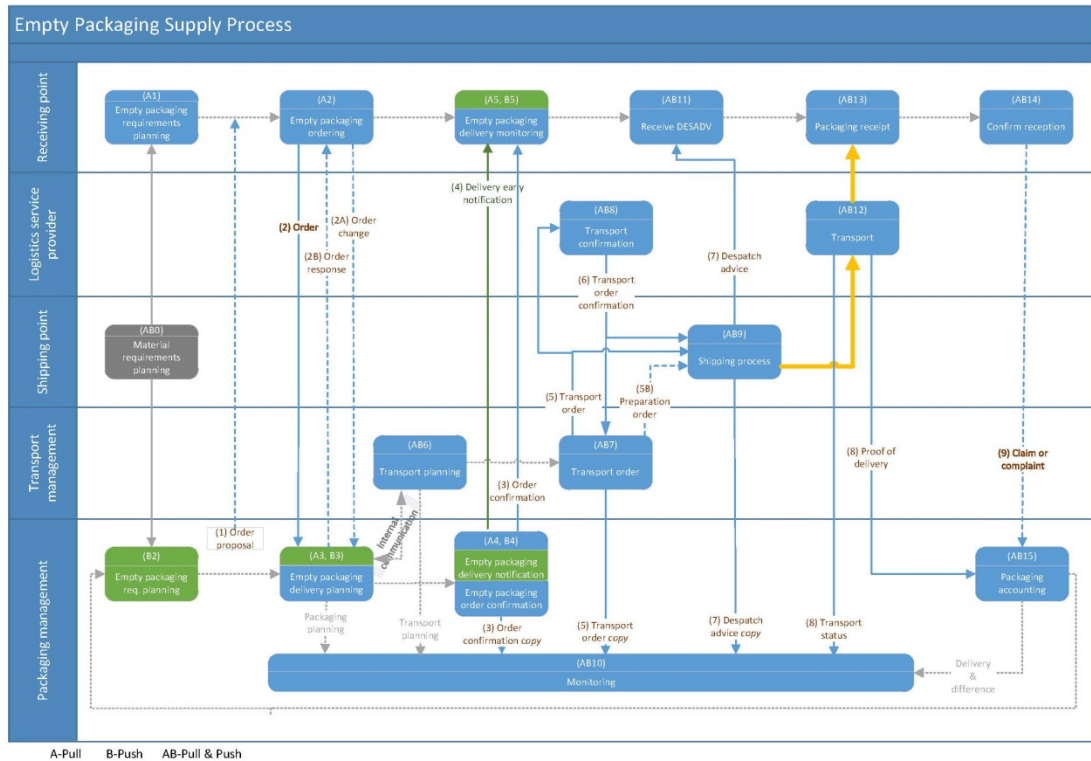 Empty Packaging Supply Process
Receiving point
(A1)
Empty packaging
requirements
planning
(A2)
Empty packaging
ordering
(A5, B5)
Empty packaging
delivery monitoring
(AB11)
Receive DESADV
(AB13)
Packaging receipt
(AB14)
Confirm reception
Logistics service
provider
(2) Order
(2B) Order
response
(2A) Order
change
(4) Delivery early
notification
(AB8)
Transport
confirmation
(6) Transport
order
confirmation
(7) Despatch
advice
(AB12)
Transport
Shipping point
(AB0)
Material
requirements
planning
(AB9)
Shipping process
(5) Transport
order
(5B)
Preparation
order
Transport
management
(AB6)
Transport planning
(AB7)
Transport order
(3) Order
confirmation
(8) Proof of
delivery
(9) Claim or
complaint
Packaging management
(1) Order
proposal
Internal
communication
(B2)
Empty packaging
req. planning
(A3, B3)
Empty packaging
delivery planning
(A4, B4)
Empty packaging
delivery notification
Empty packaging
order confirmation
(AB15)
Packaging
accounting
Packaging
planning
Transport
planning
(3) Order
confirmation copy
(5) Transport
order copy
(7) Despatch
advice copy
(8) Transport
status
(AB10)
Monitoring
Delivery
&
difference
A-Pull B-Push AB-Pull & Push